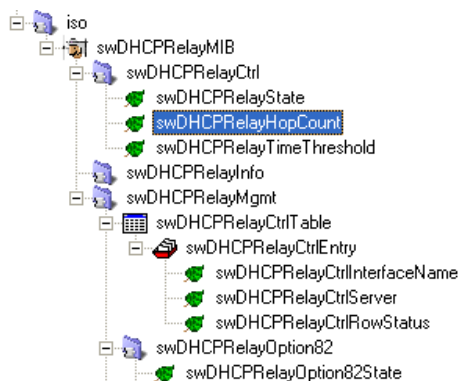 iso
swDHCPRelayMIB
swDHCPRelayCtrl
swDHCPRelayState
swDHCPRelayHopCount
swDHCPRelayTimeThreshold
swDHCPRelayInfo
swDHCPRelayMgmt
swDHCPRelayCtrlTable
swDHCPRelayCtrlEntry
swDHCPRelayCtrlInterfaceName
swDHCPRelayCtrlServer
swDHCPRelayCtrlRowStatus
swDHCPRelayOption82
swDHCPRelayOption82State